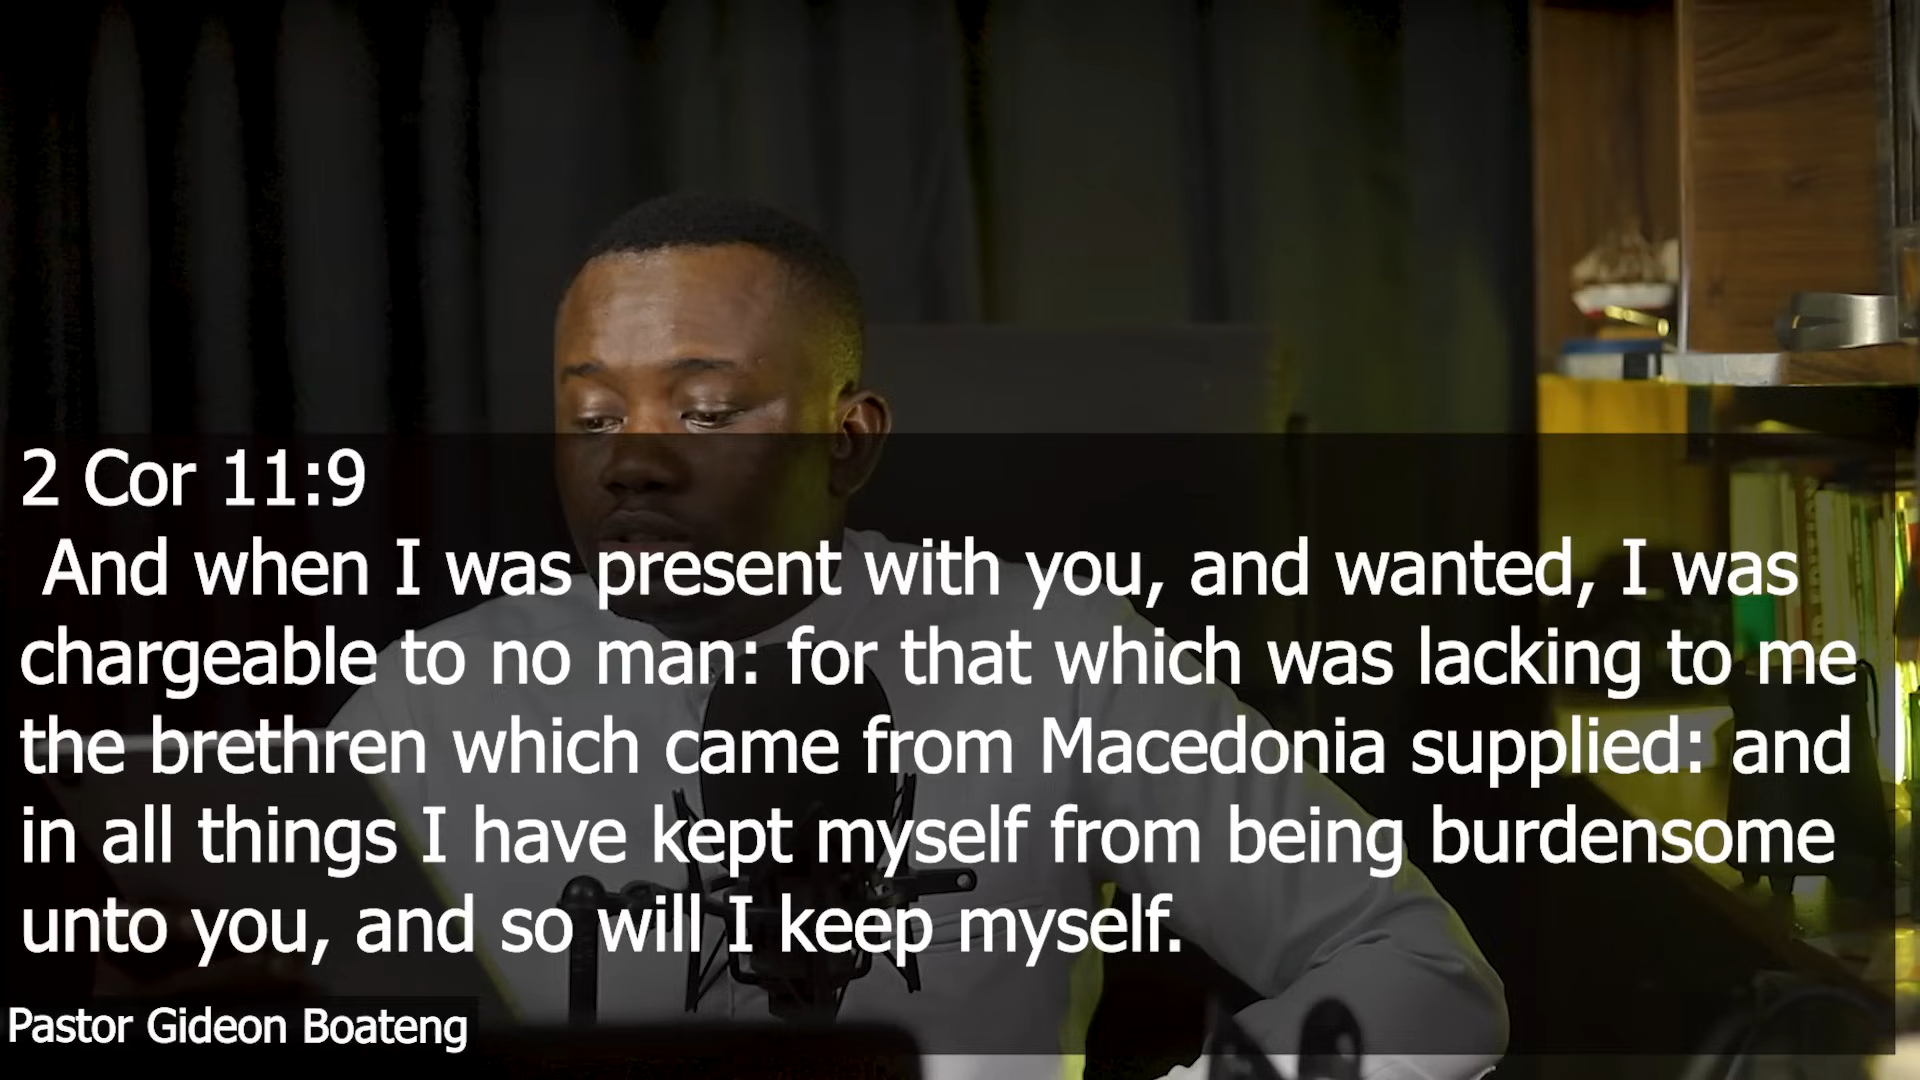 2 Cor 11:9
And when I was present with you, and wanted, I was
chargeable to no man: for that which was lacking to me
the brethren which came from Macedonia supplied: and
in all things I have kept myself from being burdensome
unto you, and so will I keep myself.
Pastor Gideon Boateng